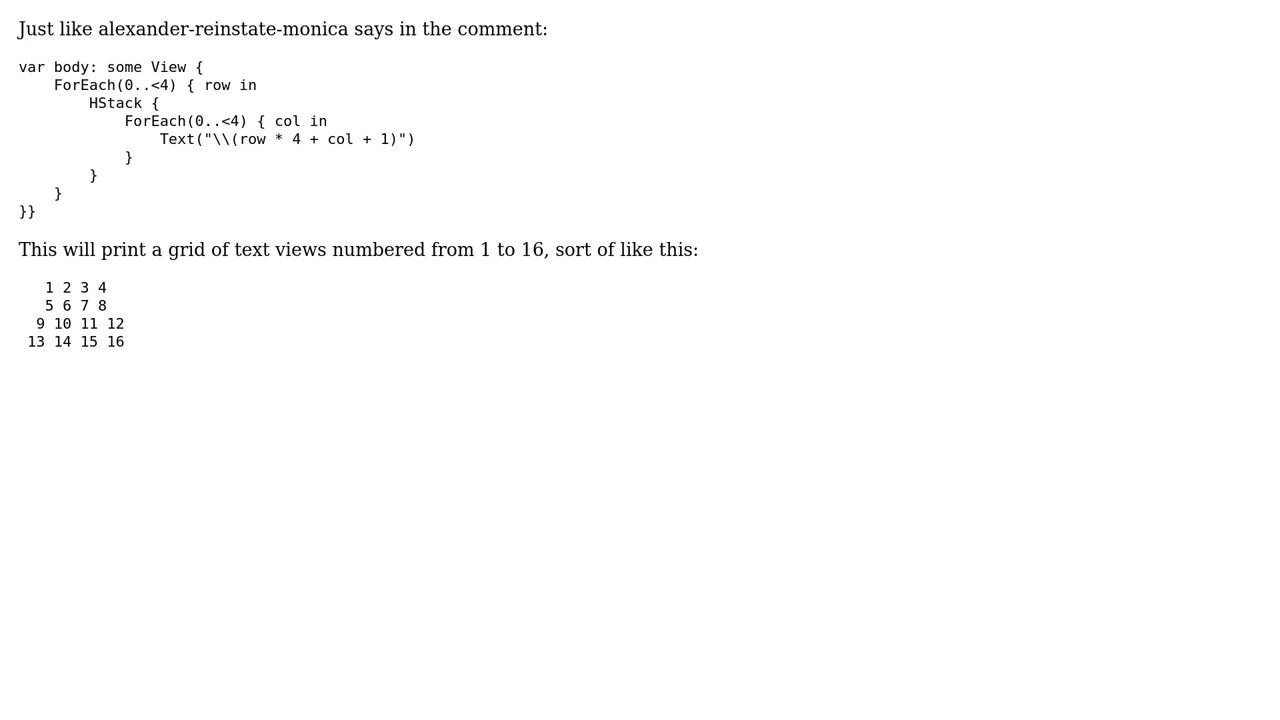 Just like alexander-reinstate-monica says in the comment:
var body: some View {
    ForEach(0..<4) { row in
        HStack {
            ForEach(0..<4) { col in
                Text("\\(row * 4 + col + 1)")
            }
        }
    }
}}
This will print a grid of text views numbered from 1 to 16, sort of like this:
   1 2 3 4
   5 6 7 8
  9 10 11 12
 13 14 15 16